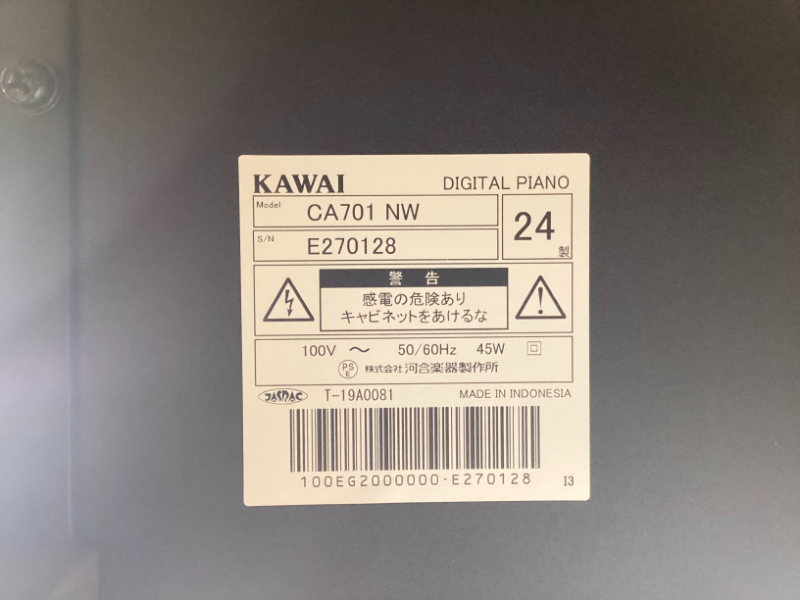 KAWAI DIGITAL PIANO
Model CA701 NW
24製
S/N E270128
警告
感電の危険あり
キャビネットをあけるな
100V ～ 50/60Hz 45W
PS E 株式会社 河合楽器製作所
JASRAC T-19A0081 MADE IN INDONESIA
100EG2000000-E270128 I3